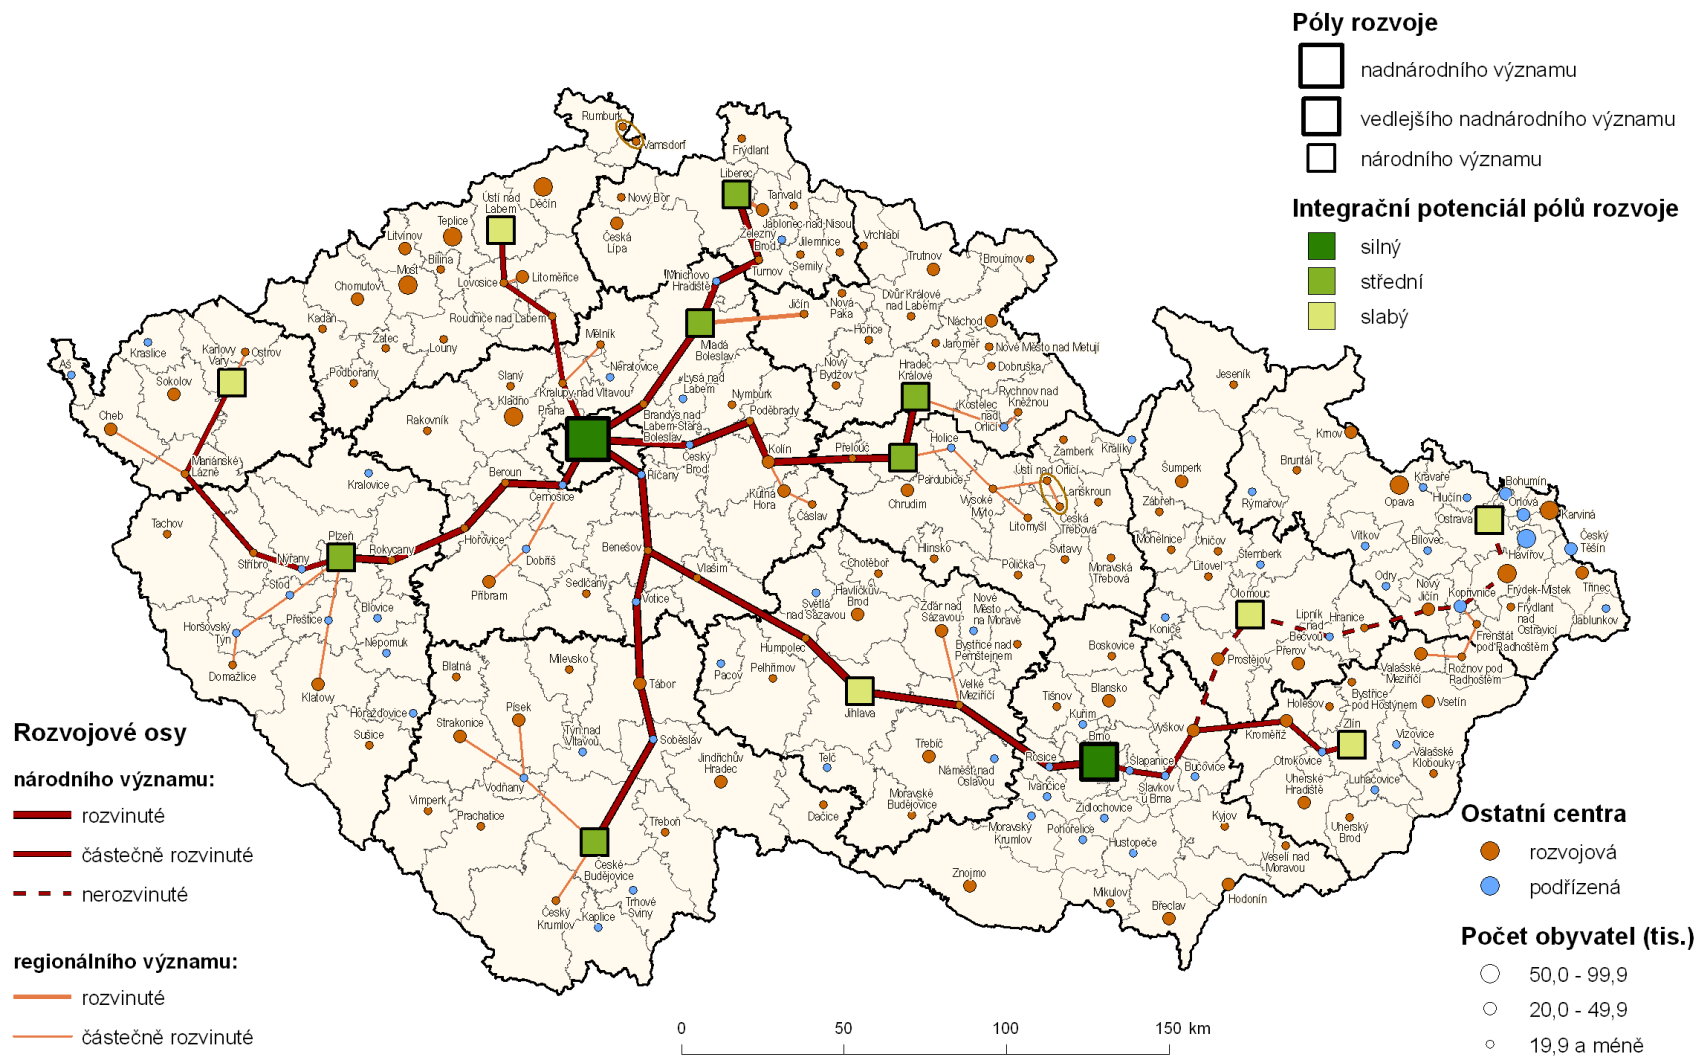 Póly rozvoje
nadnárodního významu
vedlejšího nadnárodního významu
národního významu
Integrační potenciál pólů rozvoje
silný
střední
slabý
Rumburk
Varnsdorf
Frýdlant
Liberec
Tanvald
Ústí nad
Labem
Děčín
Nový Bor
Jablonec nad Nisou
Teplice
Litvínov
Česká
Lípa
Železný
Brod
Jilemnice
Vrchlabí
Bílina
Most
Semily
Trutnov
Broumov
Litoměřice
Lovosice
Mnichovo
Hradiště
Turnov
Chomutov
Dvůr Králové
nad Labem
Jičín
Nová
Paka
Kadaň
Roudnice nad Labem
Mělník
Hořice
Náchod
Jaroměř
Nové Město nad Metují
Kraslice
Karlovy
Vary
Ostrov
Žatec
Louny
Mladá
Boleslav
Aš
Sokolov
Podbořany
Slaný
Neratovice
Lysá nad
Labem
Nový
Bydžov
Hradec
Králové
Dobruška
Jeseník
Kralupy nad Vltavou
Kladno
Nymburk
Rychnov nad
Kněžnou
Cheb
Rakovník
Praha
Brandýs nad
Labem-Stará
Boleslav
Poděbrady
Kostelec
nad
Orlicí
Krnov
Mariánské
Lázně
Kralovice
Beroun
Černošice
Říčany
Český
Brod
Kolín
Přelouč
Holice
Žamberk
Králíky
Bruntál
Pardubice
Ústí nad Orlicí
Šumperk
Kravaře
Bohumín
Chrudim
Vysoké
Mýto
Lanškroun
Zábřeh
Rýmařov
Opava
Hlučín
Orlová
Kutná
Hora
Čáslav
Litomyšl
Česká
Třebová
Ostrava
Karviná
Tachov
Plzeň
Rokycany
Hořovice
Dobříš
Benešov
Vlašim
Hlinsko
Svitavy
Mohelnice
Uničov
Vítkov
Bílovec
Havířov
Český
Těšín
Stříbro
Nýřany
Stod
Příbram
Sedlčany
Chotěboř
Polička
Moravská
Třebová
Litovel
Šternberk
Odry
Nový
Jičín
Kopřivnice
Frýdek-Místek
Třinec
Blovice
Přeštice
Votice
Světlá
nad Sázavou
Havlíčkův
Brod
Žďár nad
Sázavou
Nové
Město
na Moravě
Olomouc
Lipník
nad
Bečvou
Hranice
Frýdlant
nad
Ostravicí
Jablunkov
Horšovský
Týn
Nepomuk
Konice
Frenštát
pod Radhoštěm
Domažlice
Klatovy
Blatná
Milevsko
Tábor
Humpolec
Pelhřimov
Pacov
Bystřice nad
Pernštejnem
Boskovice
Prostějov
Přerov
Valašské
Meziříčí
Rožnov pod
Radhoštěm
Horažďovice
Sušice
Strakonice
Písek
Týn nad
Vltavou
Soběslav
Jihlava
Velké
Meziříčí
Tišnov
Blansko
Kuřim
Brno
Vyškov
Holešov
Bystřice
pod Hostýnem
Vsetín
Kroměříž
Zlín
Vizovice
Valašské
Klobouky
Vodňany
Jindřichův
Hradec
Telč
Třebíč
Náměšť nad
Oslavou
Rosice
Ivančice
Šlapanice
Slavkov
u Brna
Bučovice
Otrokovice
Luhačovice
Vimperk
Prachatice
Třeboň
Dačice
Moravské
Budějovice
Moravský
Krumlov
Židlochovice
Pohořelice
Hustopeče
Kyjov
Uherské
Hradiště
Uherský
Brod
Veselí nad
Moravou
České
Budějovice
Český
Krumlov
Trhové
Sviny
Kaplice
Znojmo
Mikulov
Břeclav
Hodonín
Rozvojové osy
národního významu:
rozvinuté
částečně rozvinuté
nerozvinuté
regionálního významu:
rozvinuté
částečně rozvinuté
0 50 100 150 km
Ostatní centra
rozvojová
podřízená
Počet obyvatel (tis.)
50,0 - 99,9
20,0 - 49,9
19,9 a méně